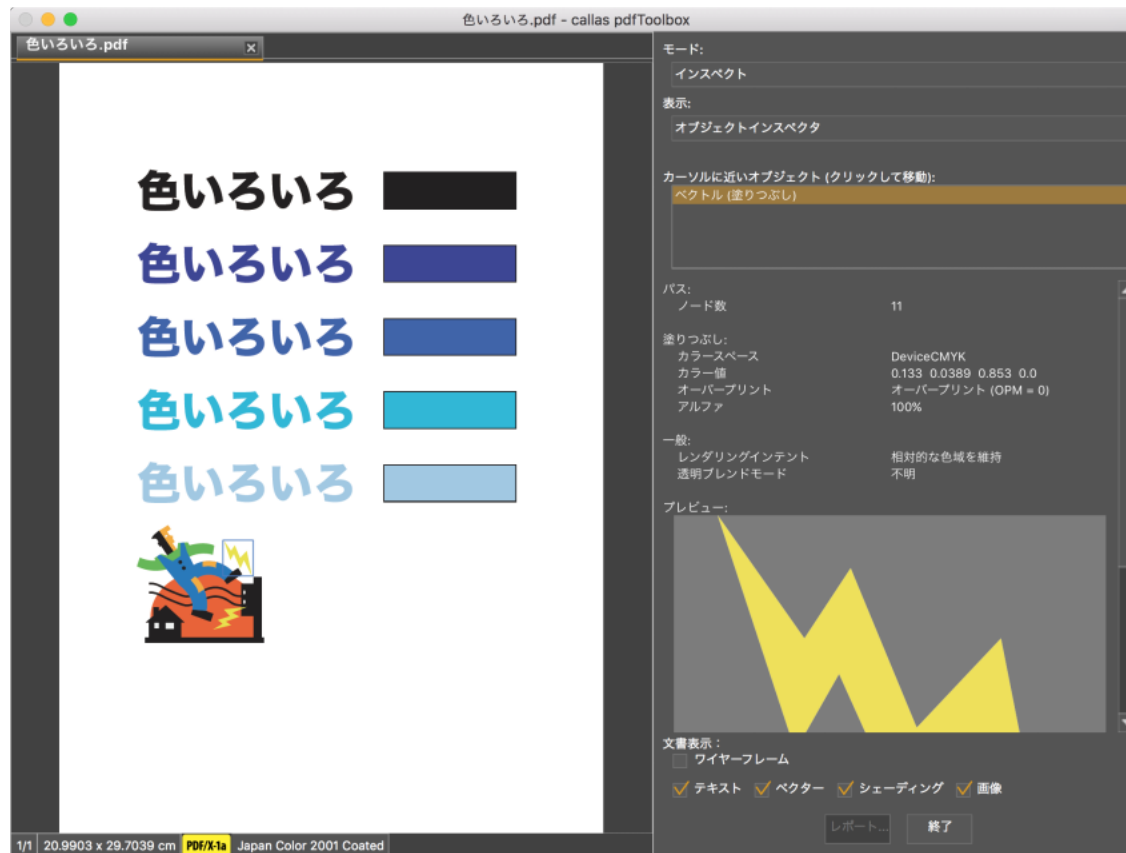 色いろいろ.pdf - callas pdfToolbox
色いろいろ.pdf
モード:
インスペクト
表示:
オブジェクトインスペクタ
カーソルに近いオブジェクト (クリックして移動):
ベクトル (塗りつぶし)
色いろいろ
色いろいろ
色いろいろ
色いろいろ
色いろいろ
パス:
ノード数 11
塗りつぶし:
カラースペース DeviceCMYK
カラー値 0.133 0.0389 0.853 0.0
オーバープリント オーバープリント (OPM = 0)
アルファ 100%
一般:
レンダリングインテント 相対的な色域を維持
透明ブレンドモード 不明
プレビュー:
文書表示：
ワイヤーフレーム
テキスト ベクター シェーディング 画像
レポート... 終了
1/1 20.9903 x 29.7039 cm PDF/X-1a Japan Color 2001 Coated